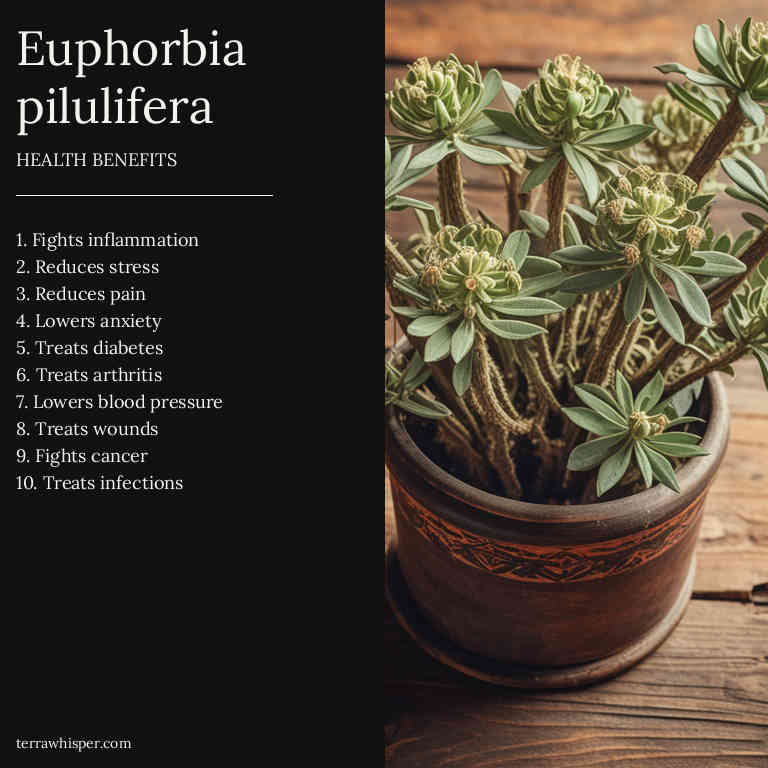 Euphorbia
pilulifera
HEALTH BENEFITS
1. Fights inflammation
2. Reduces stress
3. Reduces pain
4. Lowers anxiety
5. Treats diabetes
6. Treats arthritis
7. Lowers blood pressure
8. Treats wounds
9. Fights cancer
10. Treats infections
terrawhisper.com